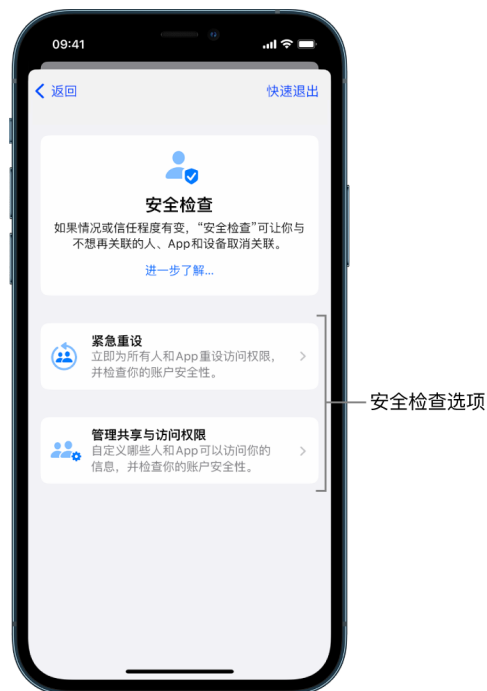 09:41
返回
快速退出
安全检查
如果情况或信任程度有变，“安全检查”可让你与
不想再关联的人、App和设备取消关联。
进一步了解...
紧急重设
立即为所有人和App重设访问权限，
并检查你的账户安全性。
安全检查选项
管理共享与访问权限
自定义哪些人和App可以访问你的
信息，并检查你的账户安全性。